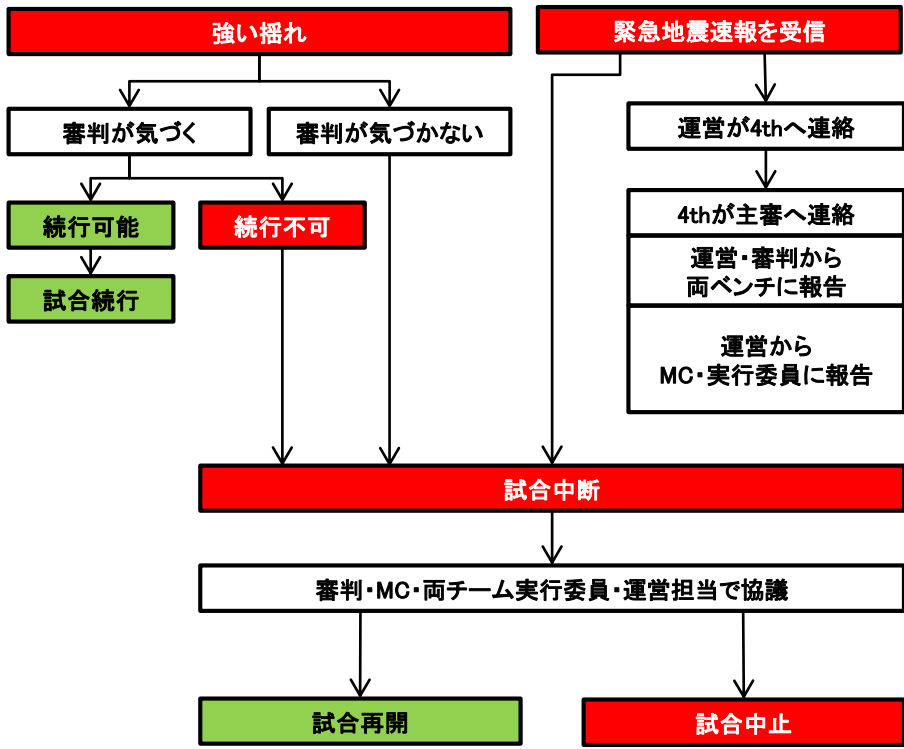 強い揺れ
緊急地震速報を受信
審判が気づく
審判が気づかない
運営が4thへ連絡
続行可能
続行不可
4thが主審へ連絡
運営・審判から
両ベンチに報告
試合続行
運営から
MC・実行委員に報告
試合中断
審判・MC・両チーム実行委員・運営担当で協議
試合再開
試合中止